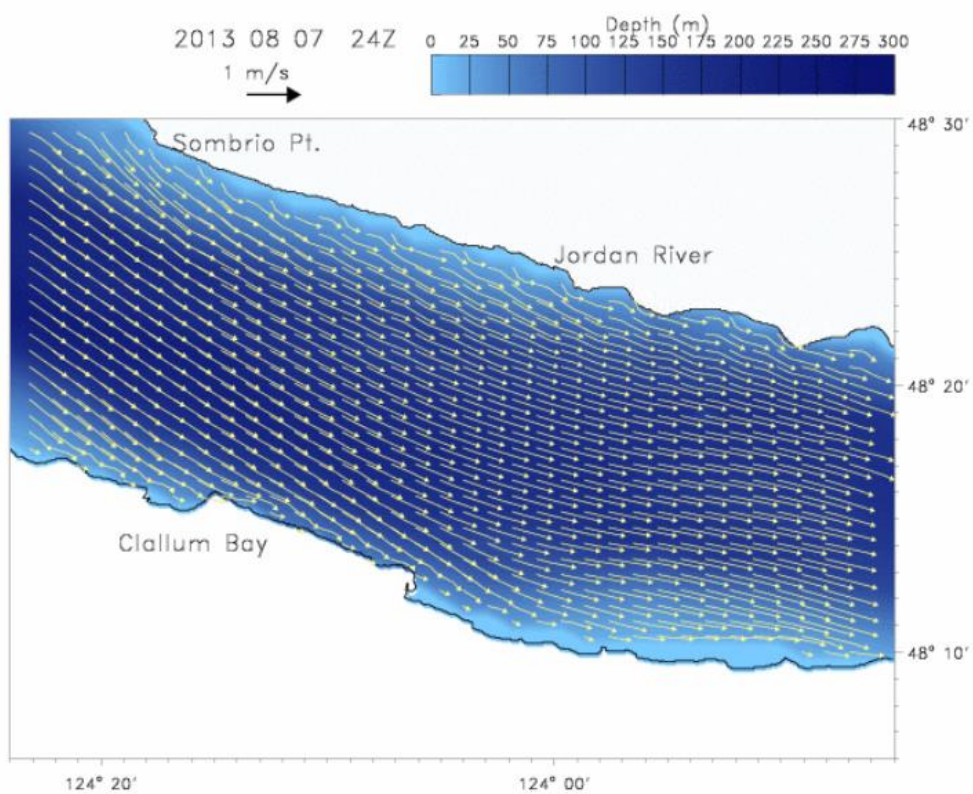 Depth (m)
2013 08 07 24Z
0 25 50 75 100 125 150 175 200 225 250 275 300
1 m/s
48° 30'
Sombrio Pt.
Jordan River
48° 20'
Clallum Bay
48° 10'
124° 20' 124° 00'